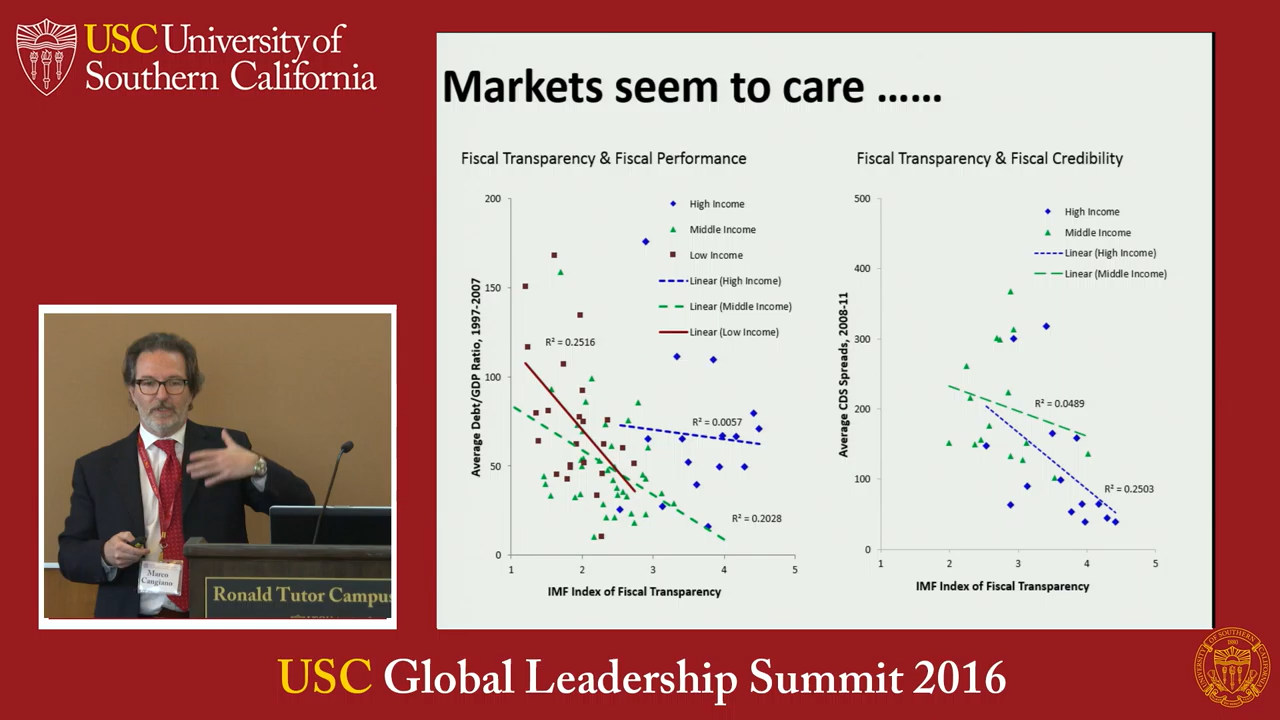 USC University of
Southern California
Markets seem to care ......
Fiscal Transparency & Fiscal Performance
Average Debt/GDP Ratio, 1997-2007
200
150
100
50
0
1
2
3
4
5
IMF Index of Fiscal Transparency
High Income
Middle Income
Low Income
Linear (High Income)
Linear (Middle Income)
Linear (Low Income)
R² = 0.2516
R² = 0.0057
R² = 0.2028
Fiscal Transparency & Fiscal Credibility
Average CDS Spreads, 2008-11
500
400
300
200
100
0
1
2
3
4
5
IMF Index of Fiscal Transparency
High Income
Middle Income
Linear (High Income)
Linear (Middle Income)
R² = 0.0489
R² = 0.2503
Marco
Cangiano
Ronald Tutor Campus
USC Global Leadership Summit 2016